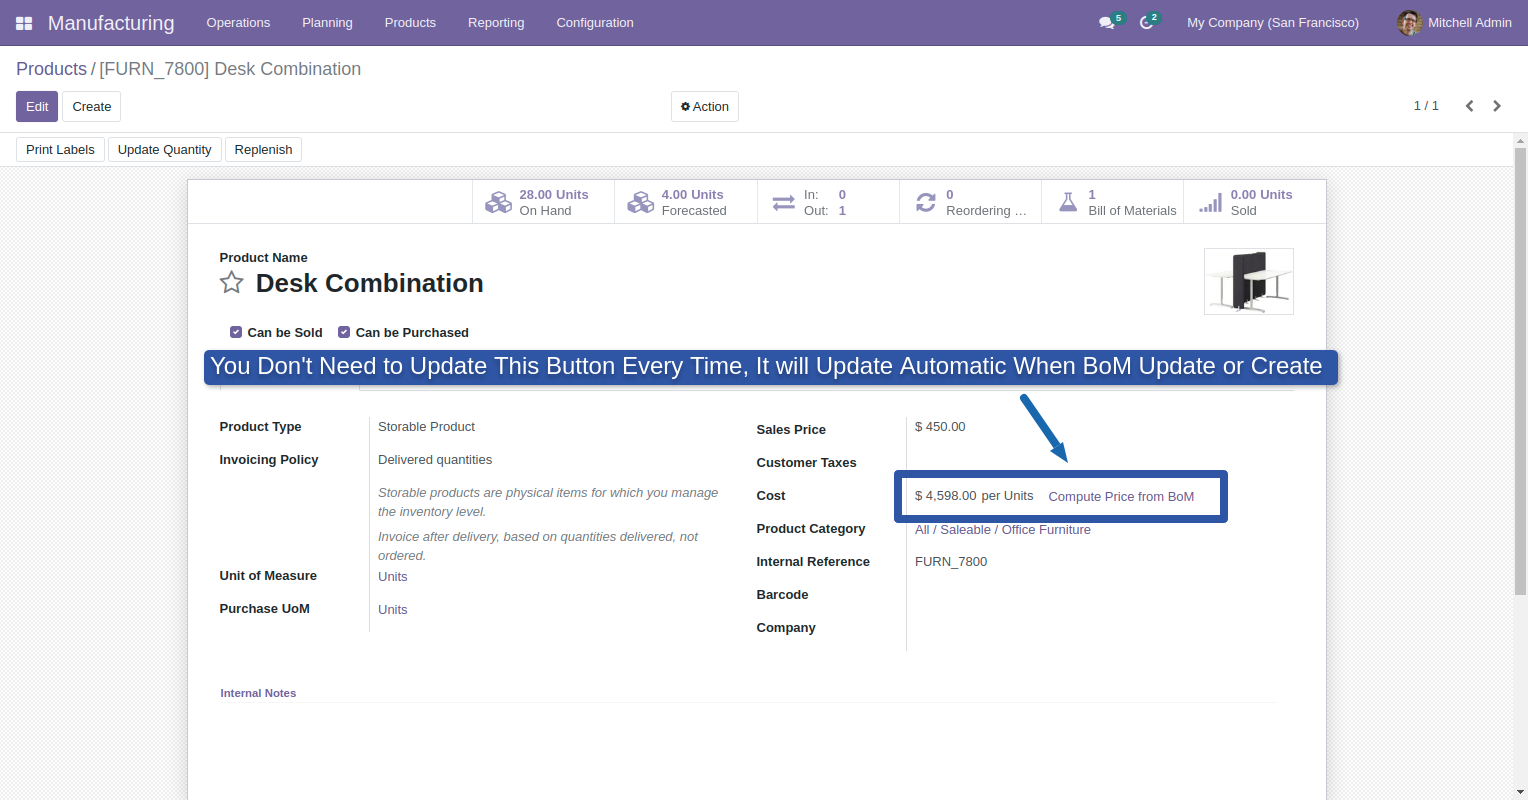 Manufacturing Operations Planning Products Reporting Configuration 5 2 My Company (San Francisco) Mitchell Admin
Products / [FURN_7800] Desk Combination
Edit Create Action 1 / 1
Print Labels Update Quantity Replenish
28.00 Units
On Hand
4.00 Units
Forecasted
In: 0
Out: 1
0
Reordering ...
1
Bill of Materials
0.00 Units
Sold
Product Name
Desk Combination
Can be Sold Can be Purchased
You Don't Need to Update This Button Every Time, It will Update Automatic When BoM Update or Create
Product Type Storable Product
Invoicing Policy Delivered quantities
Storable products are physical items for which you manage
the inventory level.
Invoice after delivery, based on quantities delivered, not
ordered.
Unit of Measure Units
Purchase UoM Units
Sales Price $ 450.00
Customer Taxes
Cost $ 4,598.00 per Units Compute Price from BoM
Product Category All / Saleable / Office Furniture
Internal Reference FURN_7800
Barcode
Company
Internal Notes